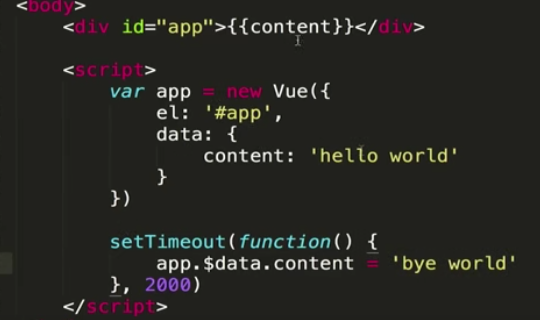 <body>
<div id="app">{{content}}</div>
<script>
var app = new Vue({
el: '#app',
data: {
content: 'hello world'
}
})
setTimeout(function() {
app.$data.content = 'bye world'
}, 2000)
</script>